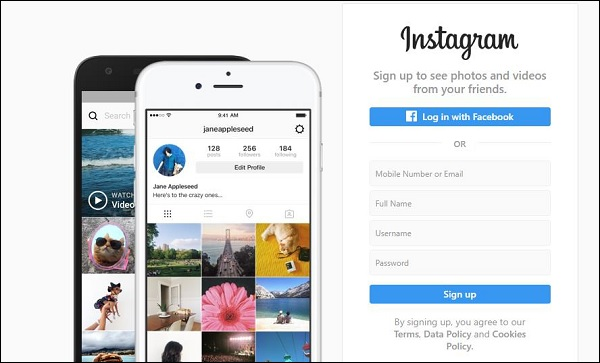 Search
WATCH
Video
9:41 AM
janeappleseed
128
256
184
posts
followers
following
Edit Profile
Jane Appleseed
Here's to the crazy ones...
Instagram
Sign up to see photos and videos
from your friends.
Log in with Facebook
OR
Mobile Number or Email
Full Name
Username
Password
Sign up
By signing up, you agree to our
Terms, Data Policy and Cookies
Policy.